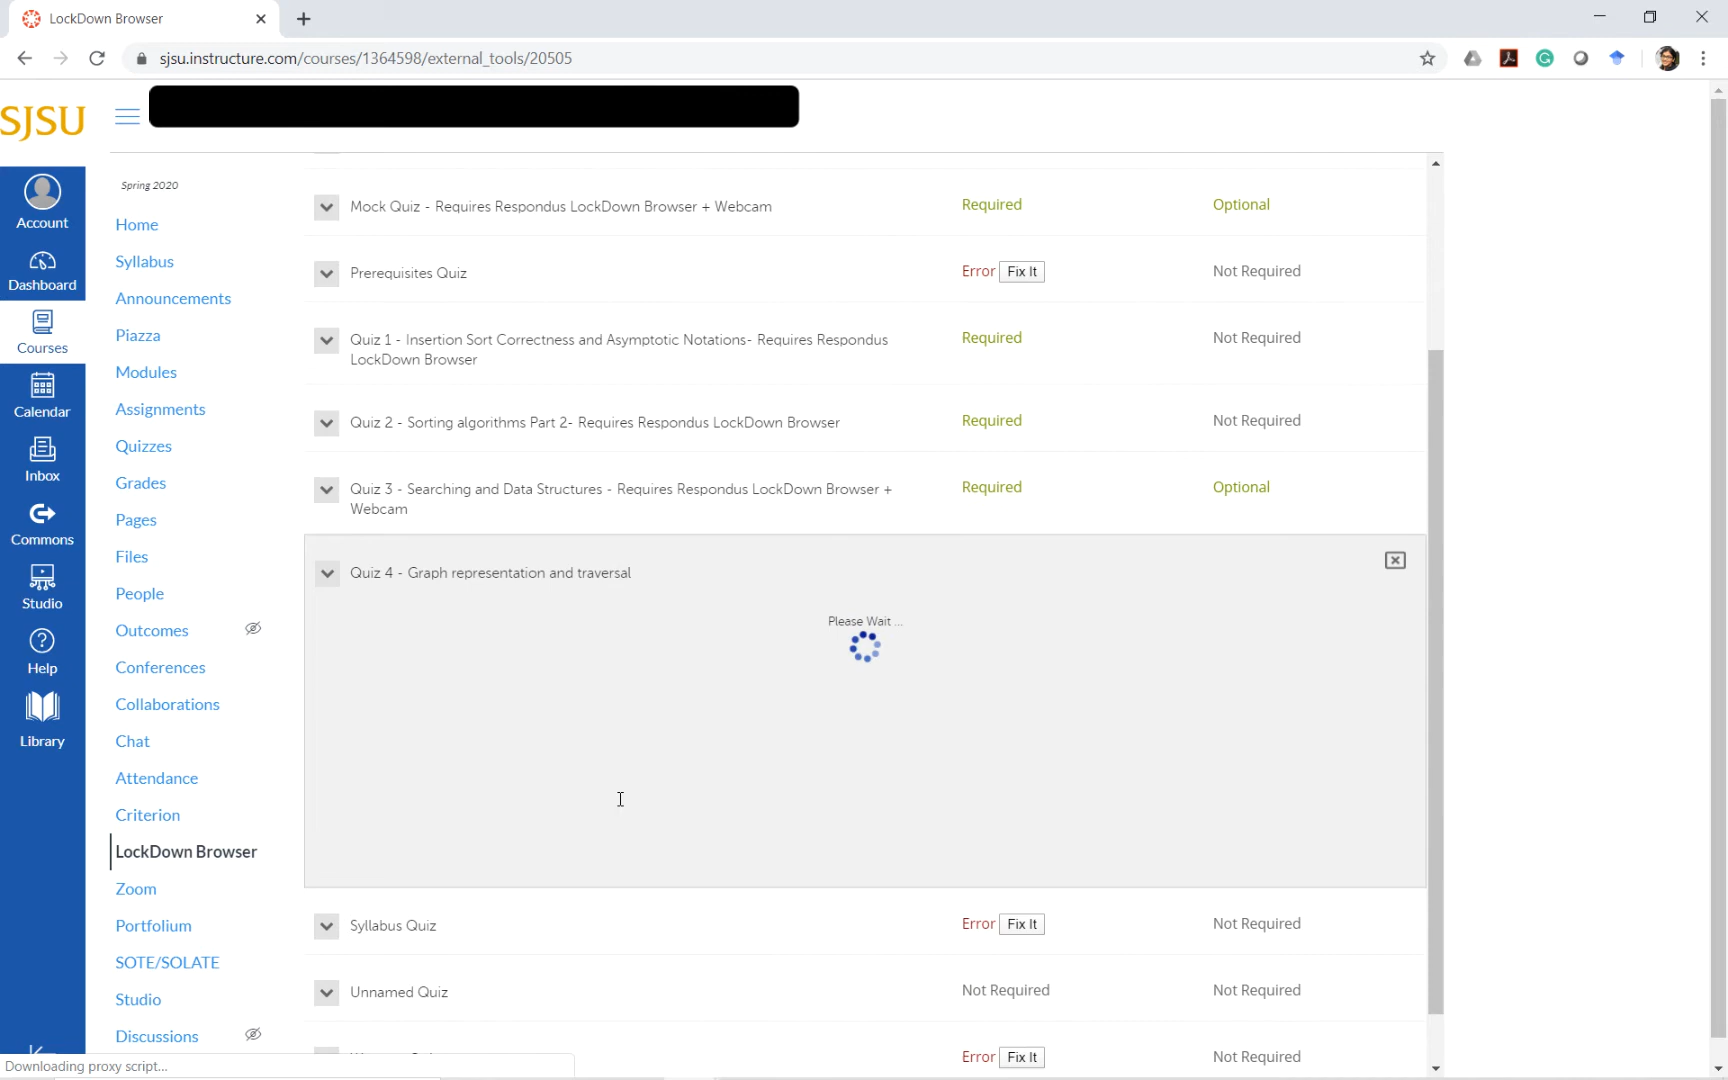 LockDown Browser
sjsu.instructure.com/courses/1364598/external_tools/20505
SJSU
Account
Dashboard
Courses
Calendar
Inbox
Commons
Studio
Help
Library
Spring 2020
Home
Syllabus
Announcements
Piazza
Modules
Assignments
Quizzes
Grades
Pages
Files
People
Outcomes
Conferences
Collaborations
Chat
Attendance
Criterion
LockDown Browser
Zoom
Portfolium
SOTE/SOLATE
Studio
Discussions
Mock Quiz - Requires Respondus LockDown Browser + Webcam Required Optional
Prerequisites Quiz Error Fix It Not Required
Quiz 1 - Insertion Sort Correctness and Asymptotic Notations- Requires Respondus Required Not Required
LockDown Browser
Quiz 2 - Sorting algorithms Part 2- Requires Respondus LockDown Browser Required Not Required
Quiz 3 - Searching and Data Structures - Requires Respondus LockDown Browser + Required Optional
Webcam
Quiz 4 - Graph representation and traversal
Please Wait ...
Syllabus Quiz Error Fix It Not Required
Unnamed Quiz Not Required Not Required
Error Fix It Not Required
Downloading proxy script...